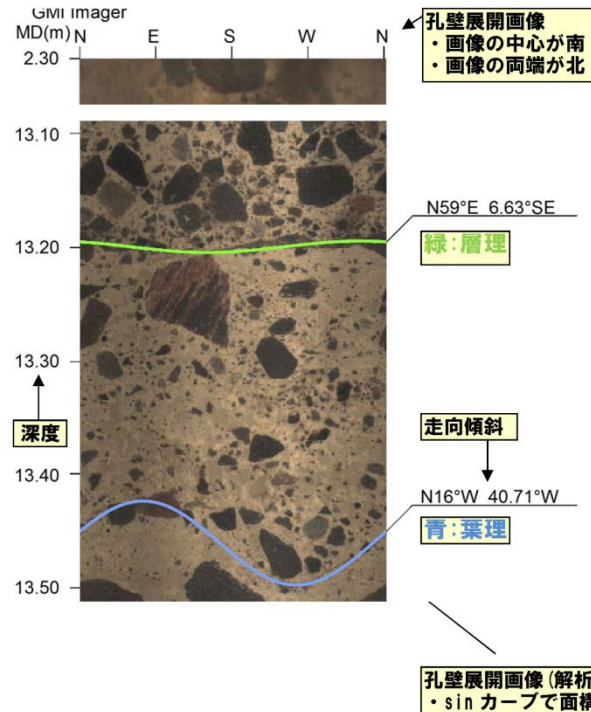 GMI Imager
MD(m) N E S W N
孔壁展開画像
・画像の中心が南
・画像の両端が北
2.30
13.10
N59°E 6.63°SE
13.20
緑:層理
13.30
深度
走向傾斜
13.40
N16°W 40.71°W
青:葉理
13.50
孔壁展開画像(解析
・sin カーブで面構